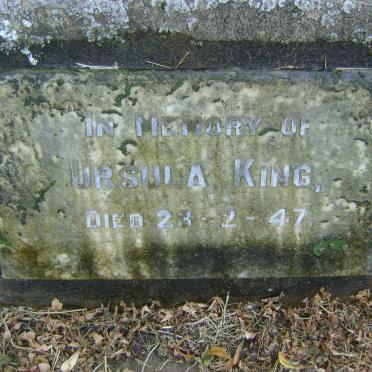 IN MEMORY OF
URSULA KING,
DIED 23-2-47.